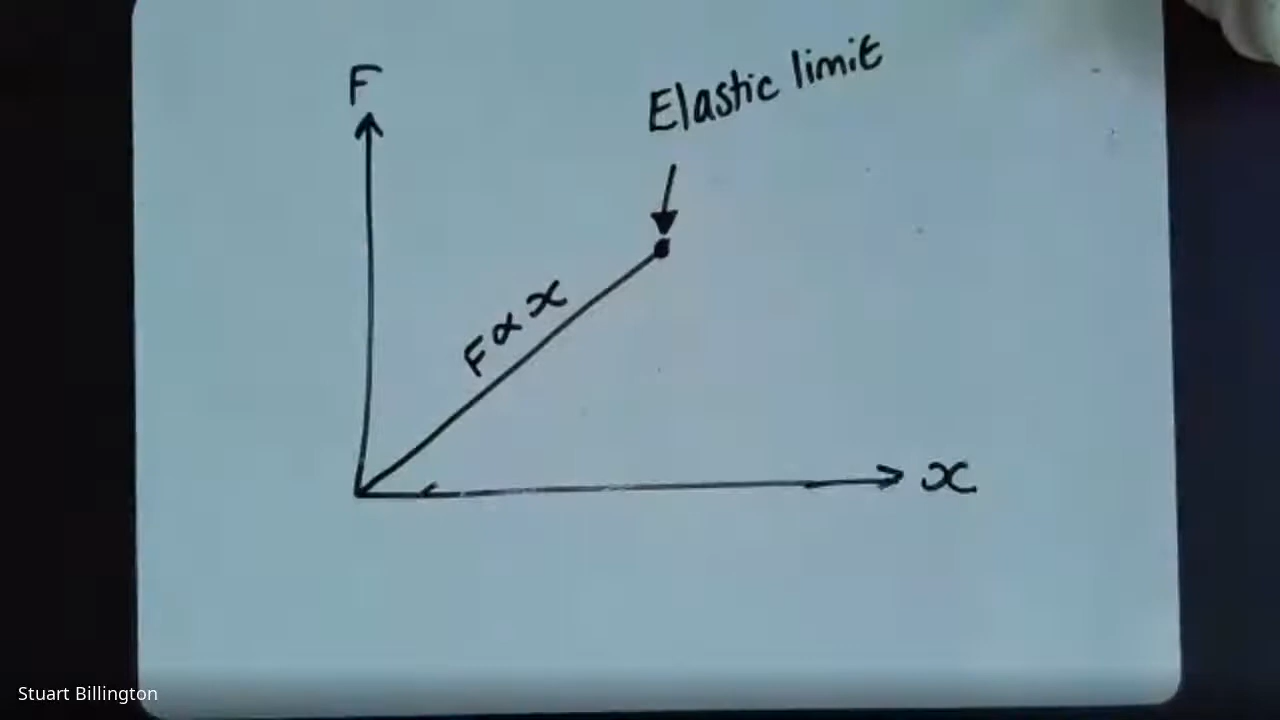 F
Elastic limit
F ∝ x
x
Stuart Billington